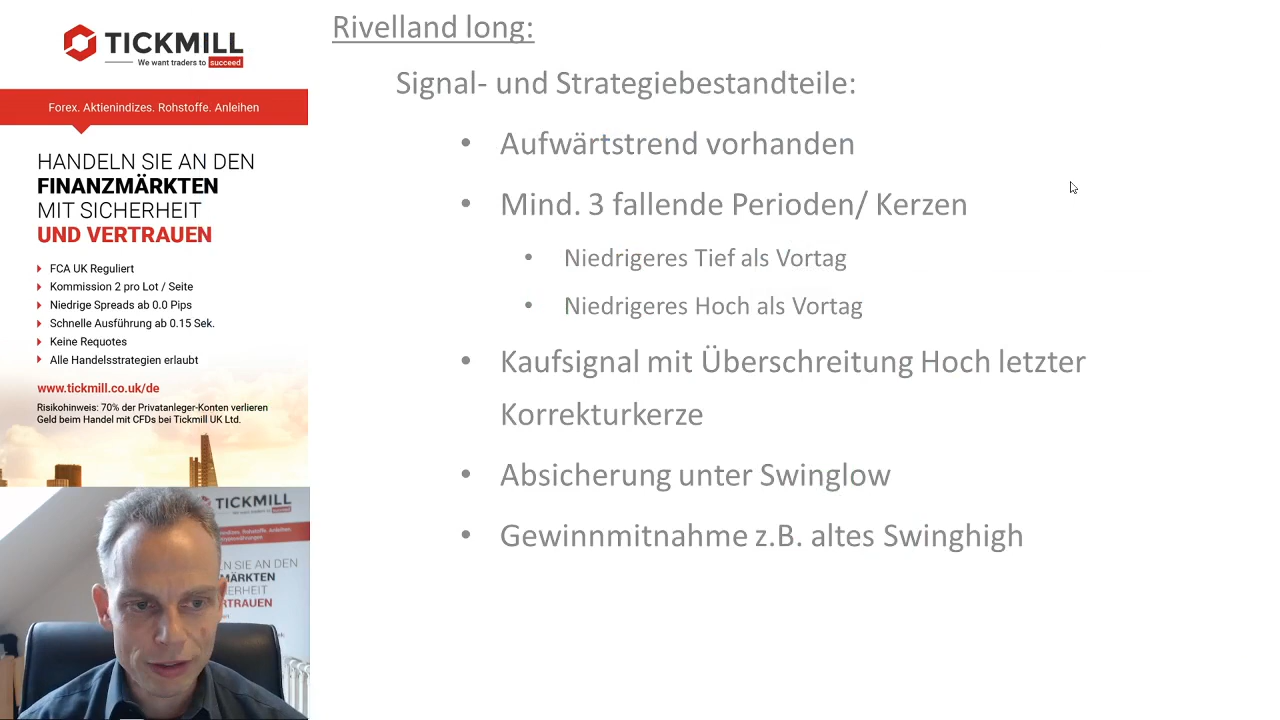 TICKMILL
We want traders to succeed
Forex. Aktienindizes. Rohstoffe. Anleihen
HANDELN SIE AN DEN
FINANZMÄRKTEN
MIT SICHERHEIT
UND VERTRAUEN
FCA UK Reguliert
Kommission 2 pro Lot / Seite
Niedrige Spreads ab 0.0 Pips
Schnelle Ausführung ab 0.15 Sek.
Keine Requotes
Alle Handelsstrategien erlaubt
www.tickmill.co.uk/de
Risikohinweis: 70% der Privatanleger-Konten verlieren
Geld beim Handel mit CFDs bei Tickmill UK Ltd.
Rivelland long:
Signal- und Strategiebestandteile:
• Aufwärtstrend vorhanden
• Mind. 3 fallende Perioden/ Kerzen
• Niedrigeres Tief als Vortag
• Niedrigeres Hoch als Vortag
• Kaufsignal mit Überschreitung Hoch letzter
Korrekturkerze
• Absicherung unter Swinglow
• Gewinnmitnahme z.B. altes Swinghigh
TICKMILL
N SIE AN DEN
MÄRKTEN
ERHEIT
RTRAUEN